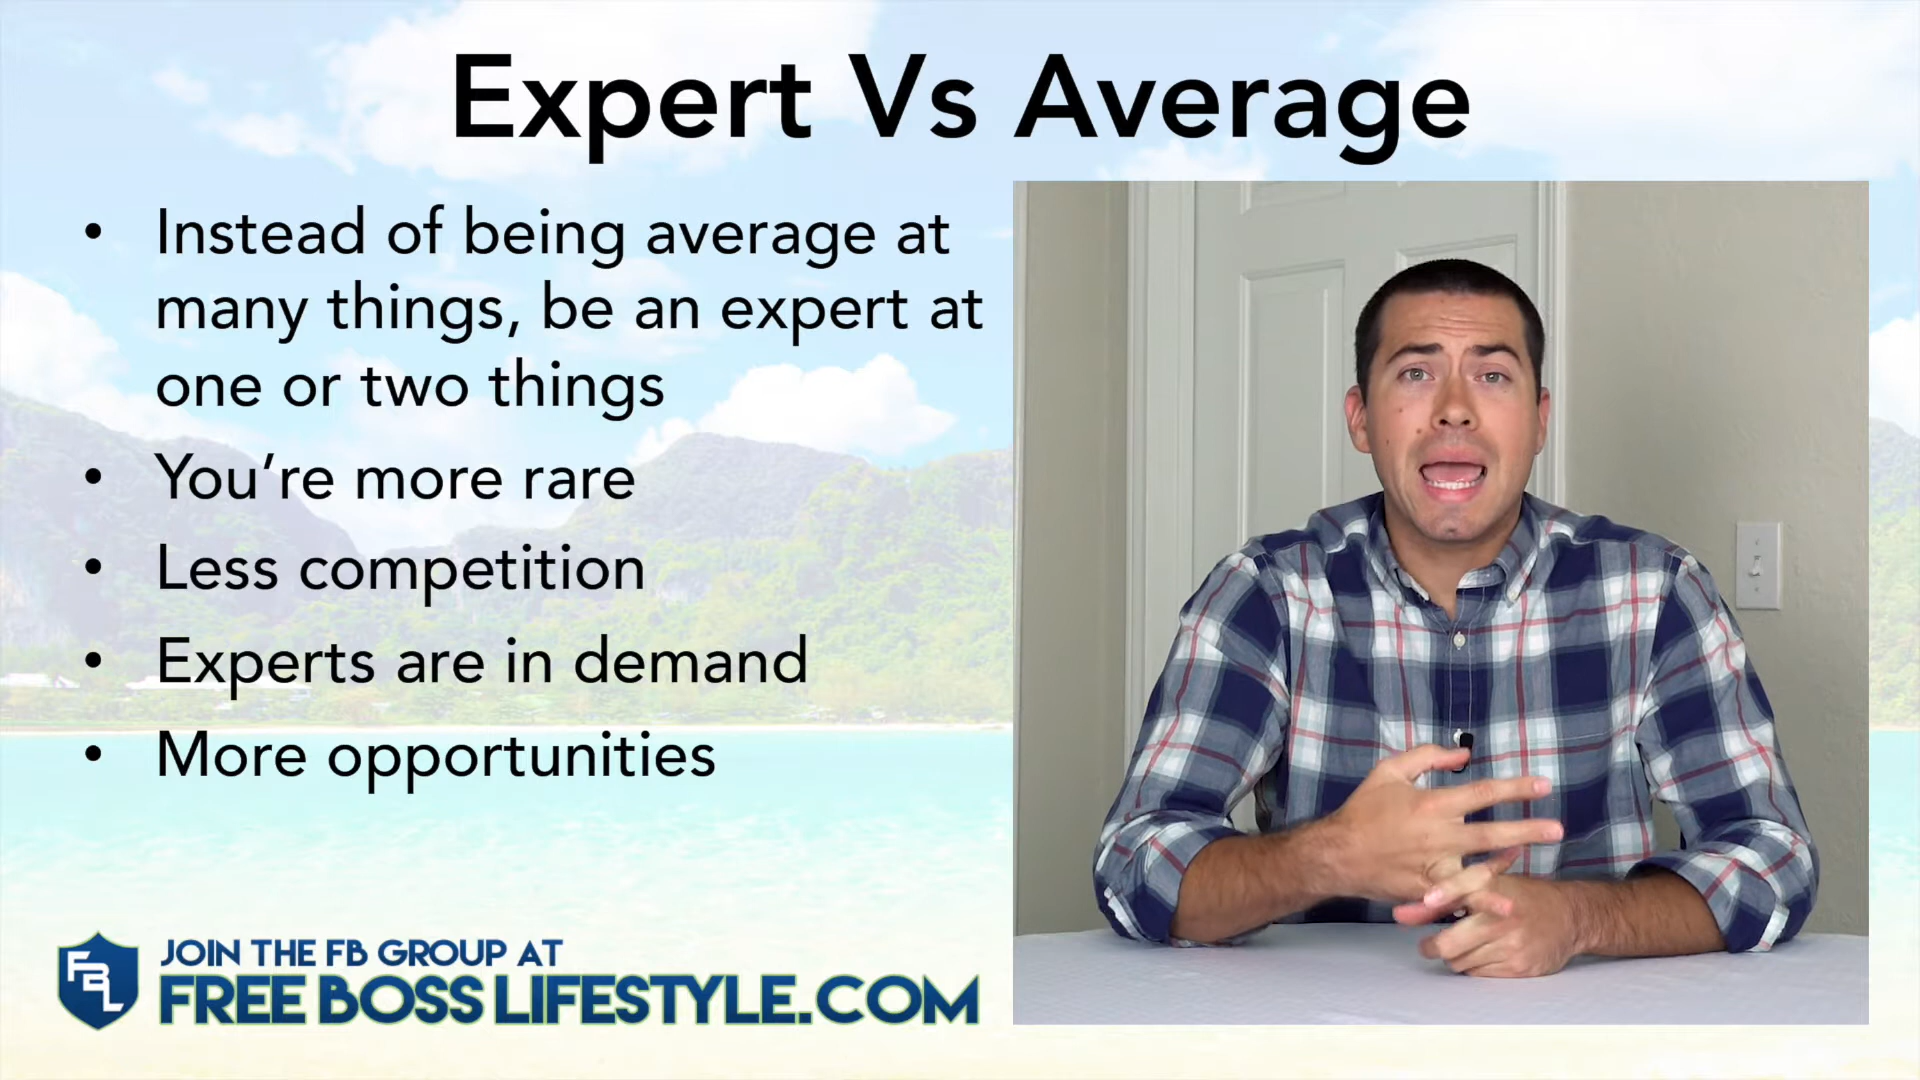 Expert Vs Average
• Instead of being average at
many things, be an expert at
one or two things
• You’re more rare
• Less competition
• Experts are in demand
• More opportunities
FBL
JOIN THE FB GROUP AT
FREE BOSS LIFESTYLE.COM